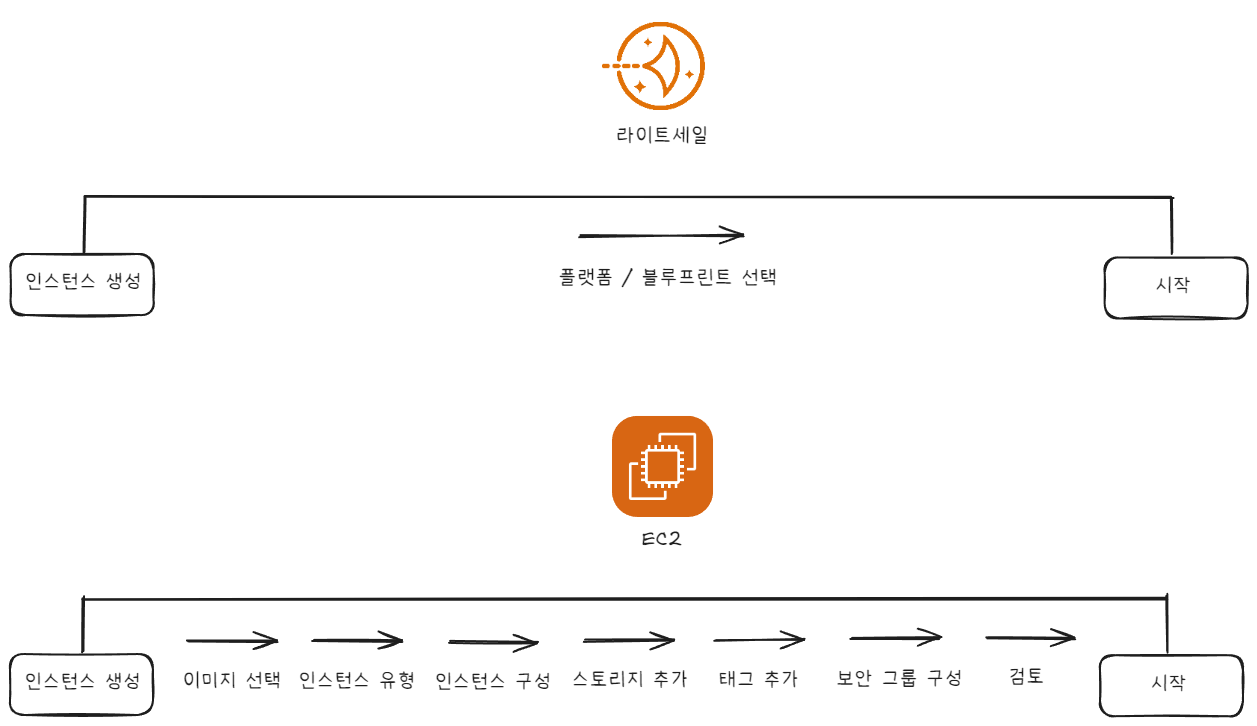 라이트세일
인스턴스 생성
플랫폼 / 블루프린트 선택
시작
EC2
인스턴스 생성
이미지 선택
인스턴스 유형
인스턴스 구성
스토리지 추가
태그 추가
보안 그룹 구성
검토
시작